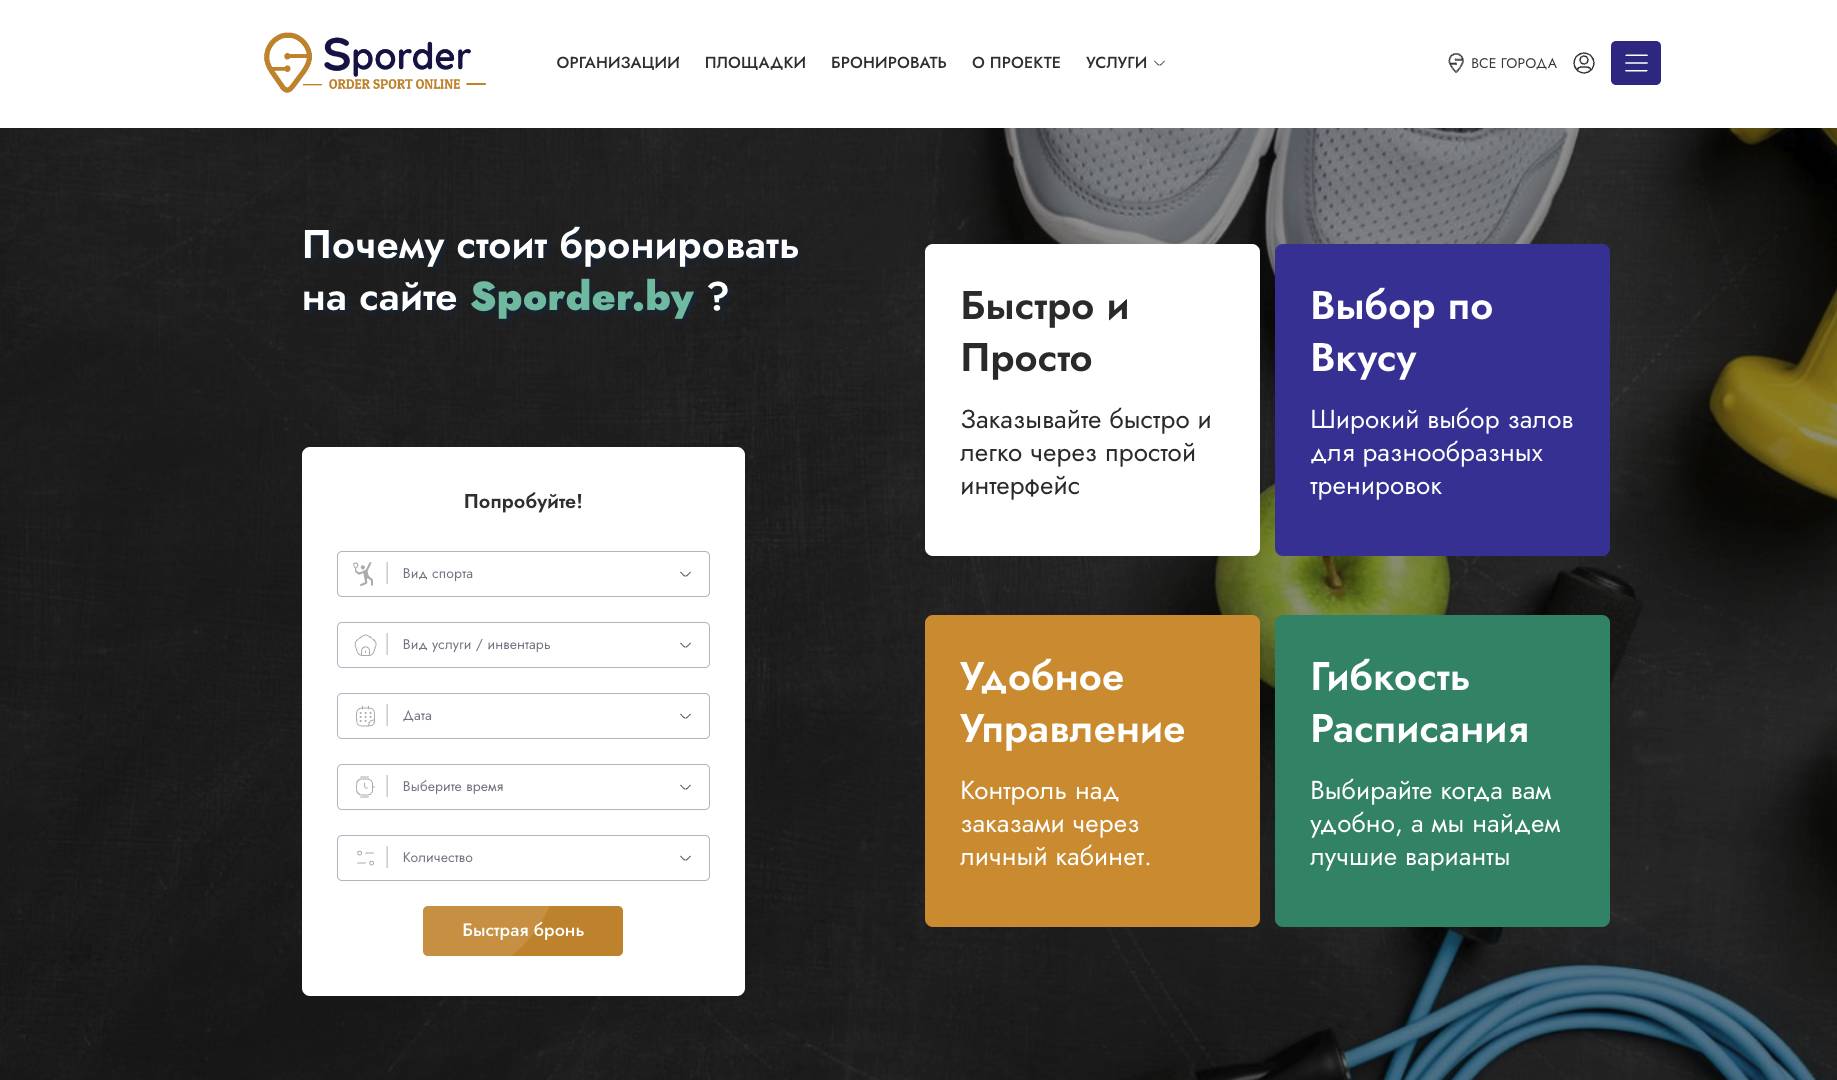 Sporder
ORDER SPORT ONLINE
ОРГАНИЗАЦИИ
ПЛОЩАДКИ
БРОНИРОВАТЬ
О ПРОЕКТЕ
УСЛУГИ
ВСЕ ГОРОДА
Почему стоит бронировать
на сайте Sporder.by ?
Попробуйте!
Вид спорта
Вид услуги / инвентарь
Дата
Выберите время
Количество
Быстрая бронь
Быстро и
Просто
Заказывайте быстро и
легко через простой
интерфейс
Выбор по
Вкусу
Широкий выбор залов
для разнообразных
тренировок
Удобное
Управление
Контроль над
заказами через
личный кабинет.
Гибкость
Расписания
Выбирайте когда вам
удобно, а мы найдем
лучшие варианты